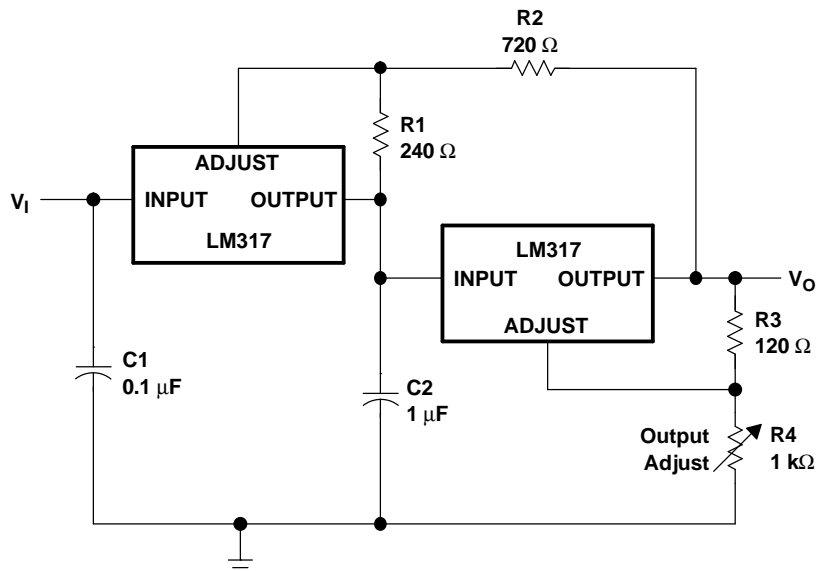 R2
720 Ω
R1
240 Ω
ADJUST
V<sub>I</sub>
INPUT
OUTPUT
LM317
LM317
INPUT
OUTPUT
V<sub>O</sub>
ADJUST
R3
120 Ω
C1
0.1 μF
C2
1 μF
Output
Adjust
R4
1 kΩ